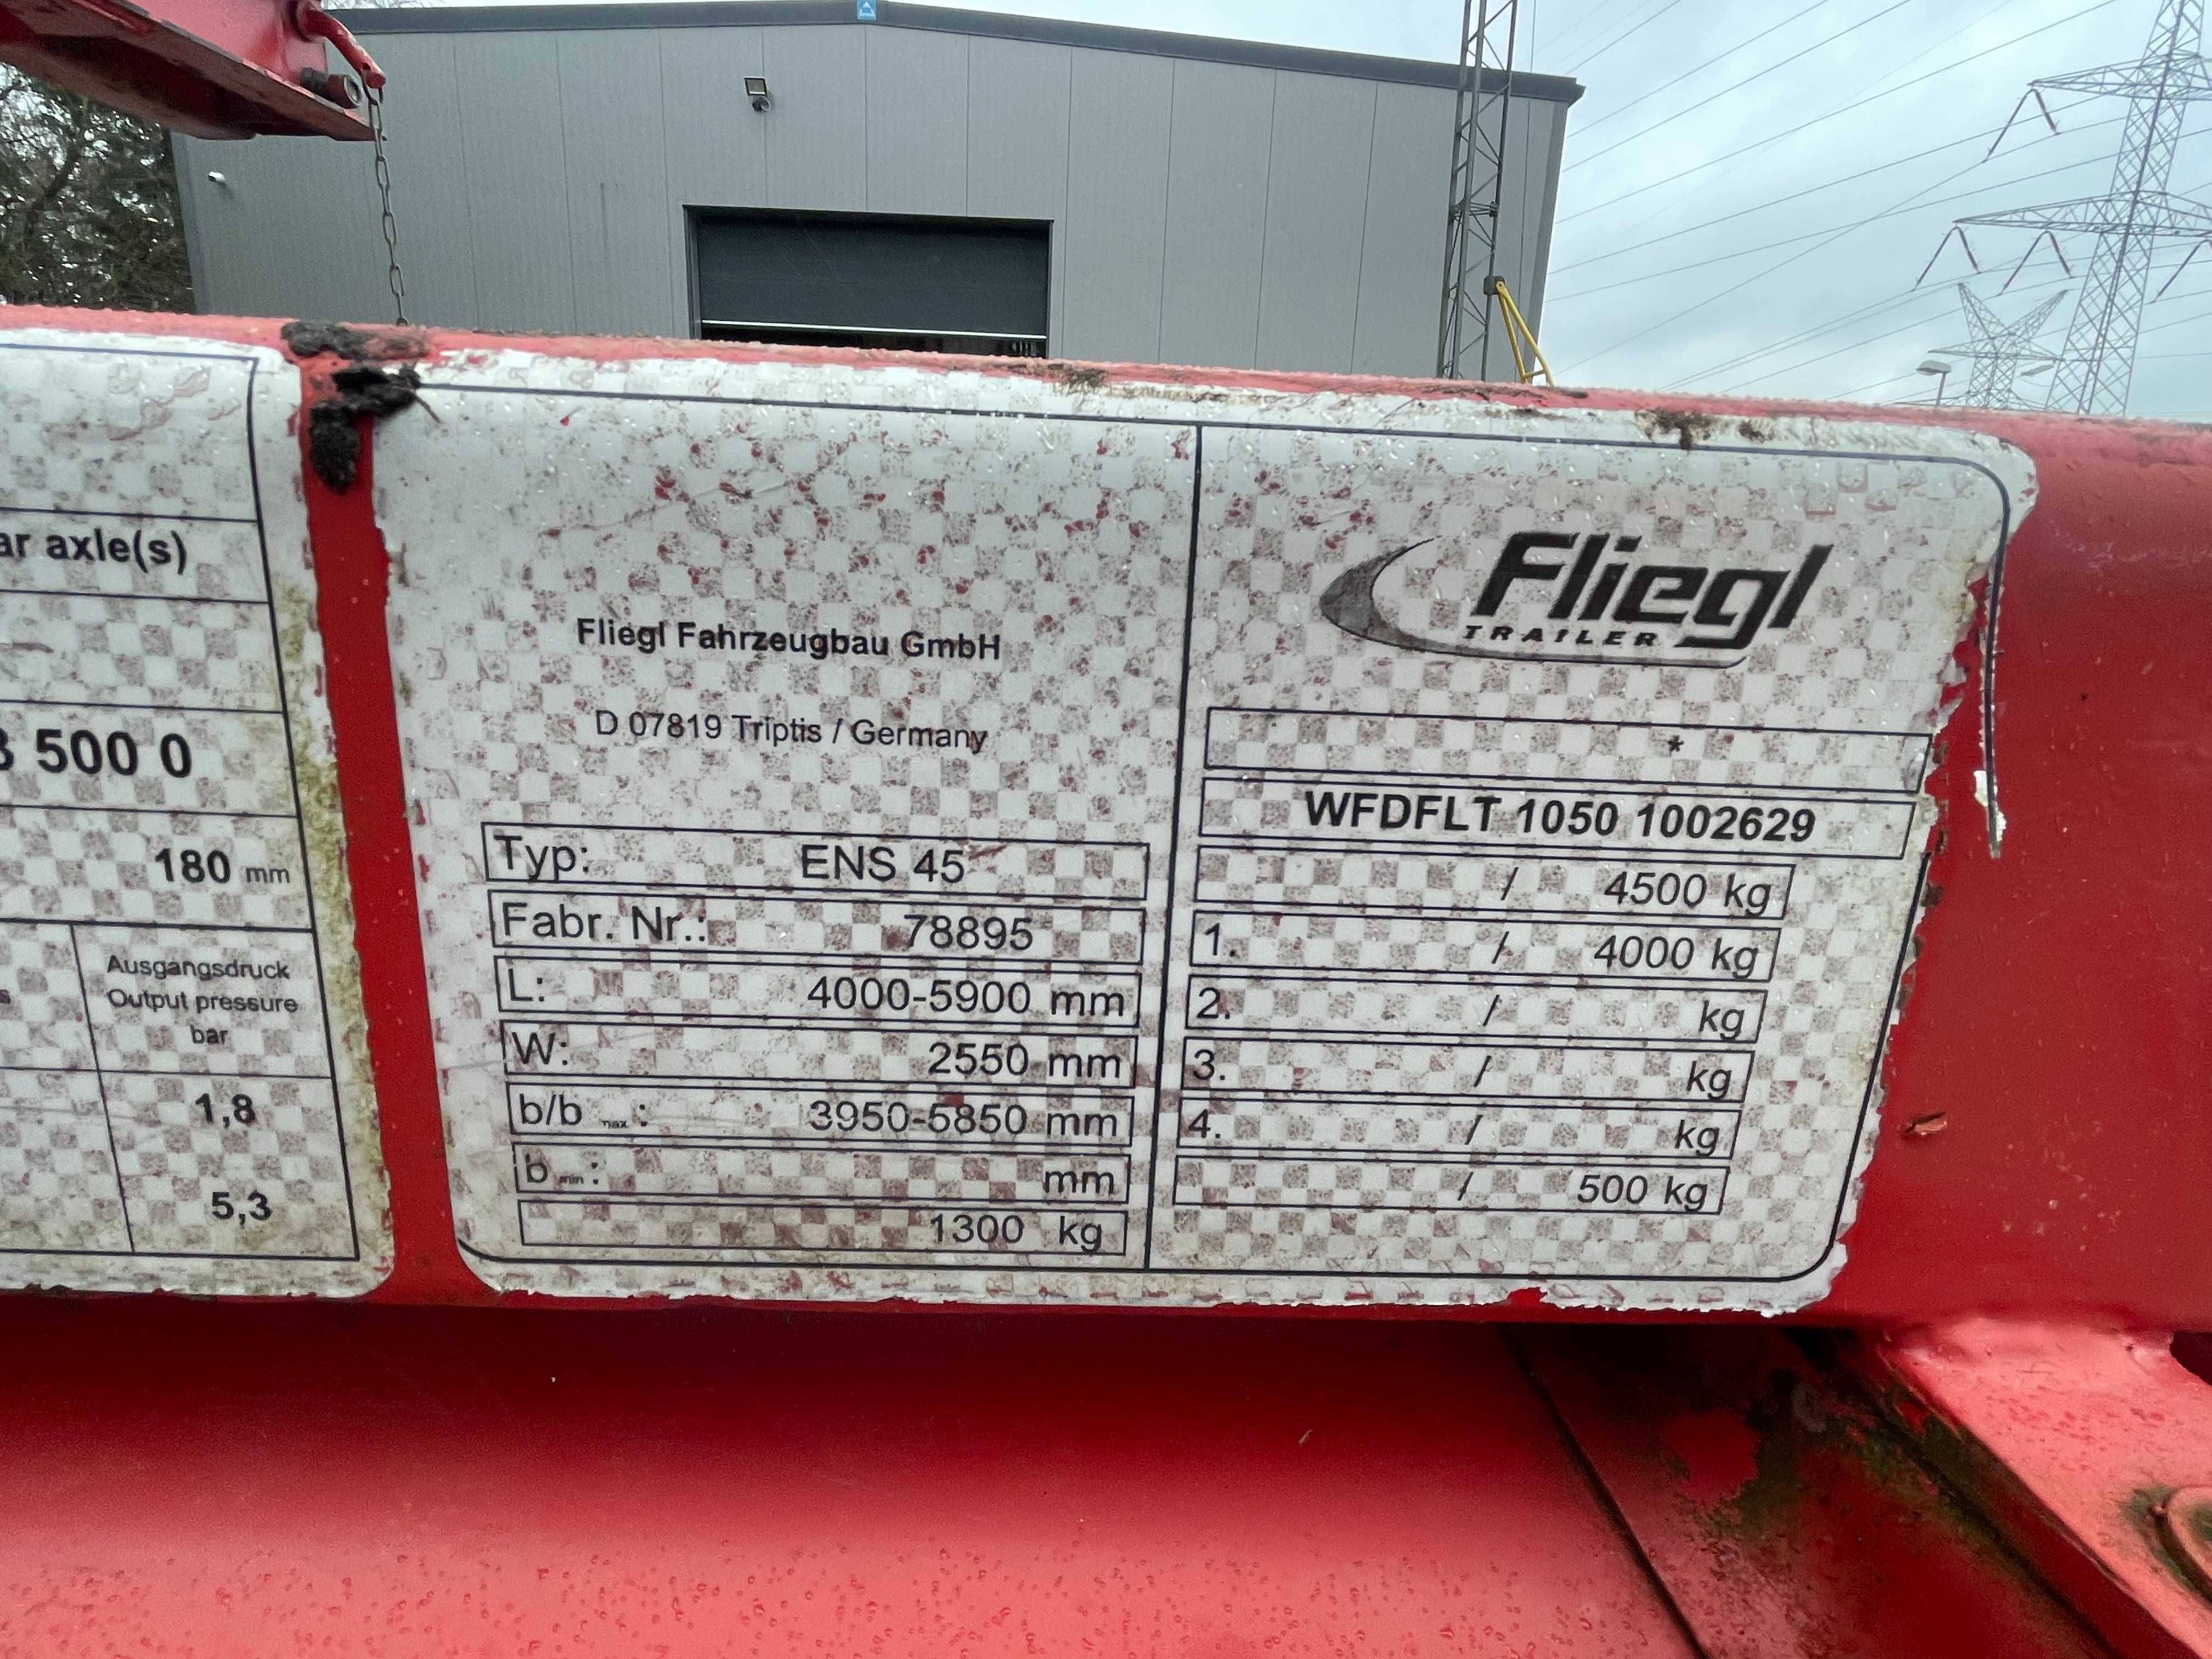 ar axle(s)
500 0
180 mm
Ausgangsdruck
Output pressure
bar
1,8
5,3
Fliegl Fahrzeugbau GmbH
D 07819 Triptis / Germany
Typ: ENS 45
Fabr. Nr.: 78895
L: 4000-5900 mm
W: 2550 mm
b/b max : 3950-5850 mm
b min : mm
1300 kg
Fliegl
TRAILER
*
WFDFLT 1050 1002629
/ 4500 kg
1. / 4000 kg
2. / kg
3. / kg
4. / kg
/ 500 kg